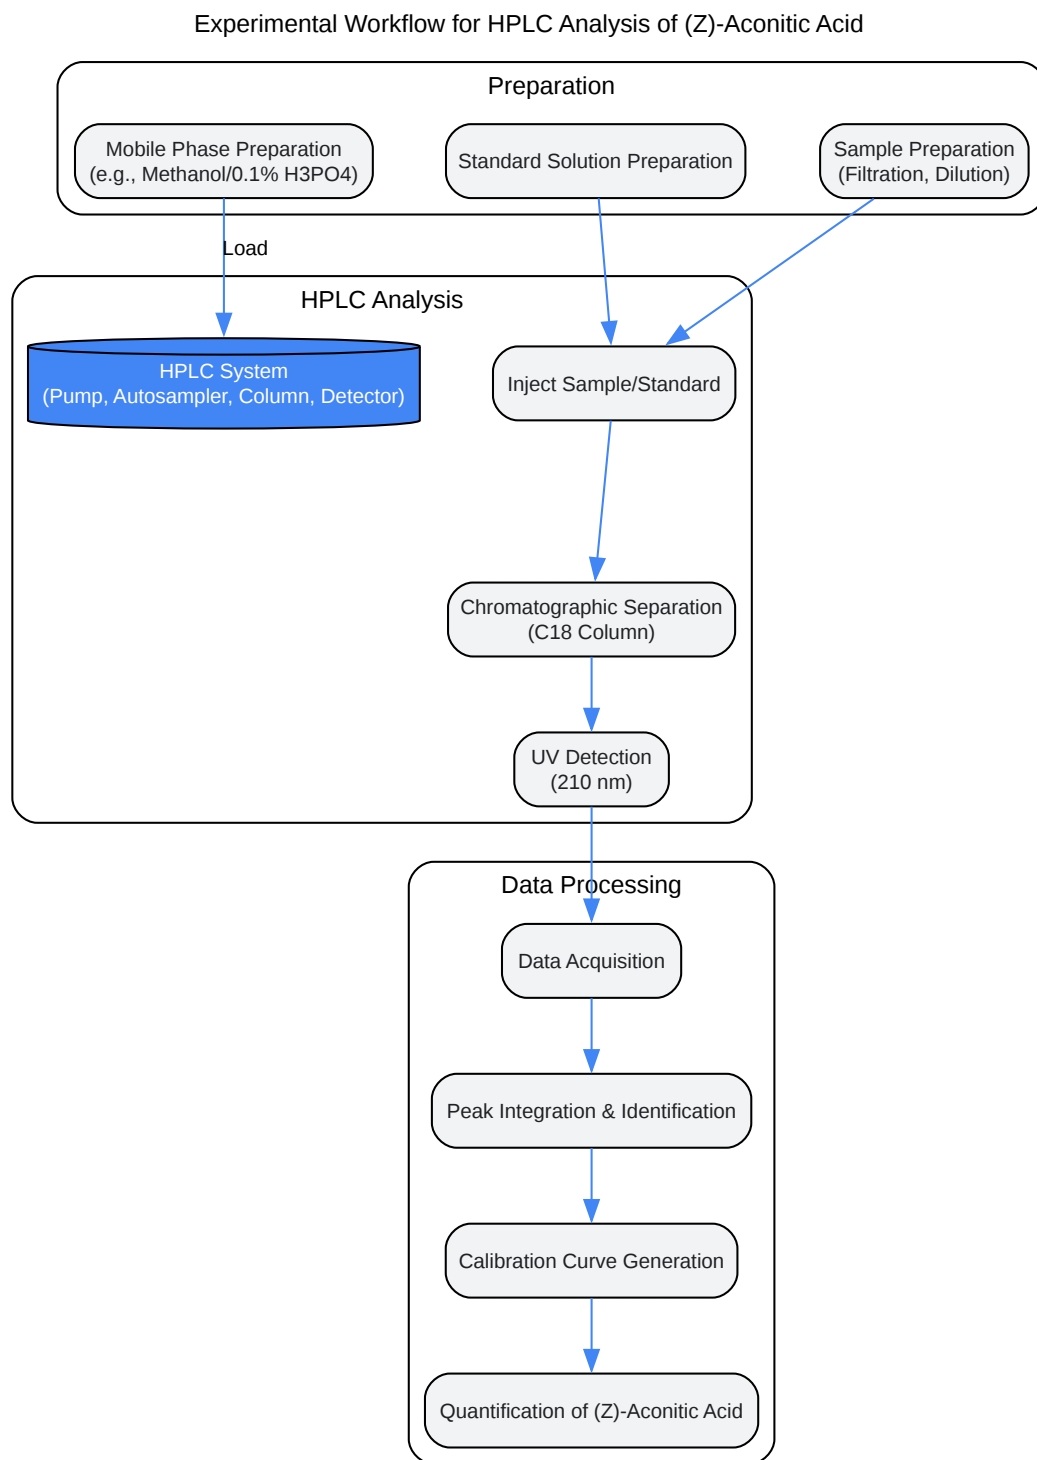 Experimental Workflow for HPLC Analysis of (Z)-Aconitic Acid
Preparation
Mobile Phase Preparation
(e.g., Methanol/0.1% H3PO4)
Standard Solution Preparation
Sample Preparation
(Filtration, Dilution)
Load
HPLC Analysis
HPLC System
(Pump, Autosampler, Column, Detector)
Inject Sample/Standard
Chromatographic Separation
(C18 Column)
UV Detection
(210 nm)
Data Processing
Data Acquisition
Peak Integration & Identification
Calibration Curve Generation
Quantification of (Z)-Aconitic Acid